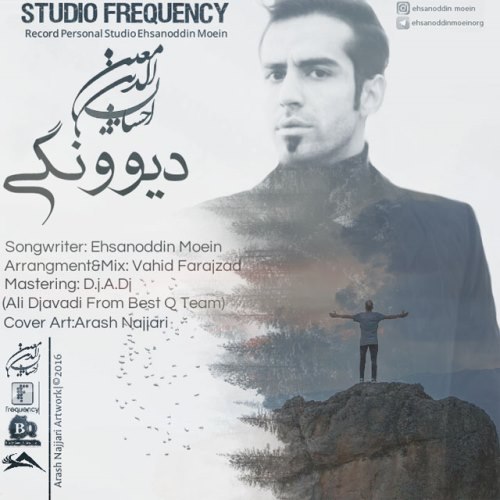 STUDIO FREQUENCY
Record Personal Studio Ehsanoddin Moein
ehsanoddin moein
ehsanoddinmoeinorg
احسان الدین معین
دیوونگی
Songwriter: Ehsanoddin Moein
Arrangment&Mix: Vahid Farajzad
Mastering: D.j.A.Dj
(Ali Djavadi From Best Q Team)
Cover Art:Arash Najjari
frequency
Arash Najjari Artwork|©2016